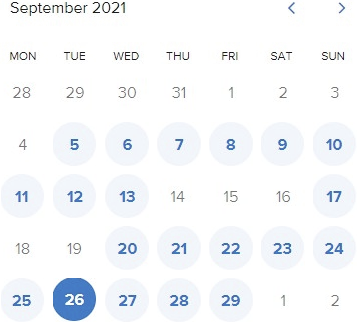 September 2021
MON TUE WED THU FRI SAT SUN
28 29 30 31 1 2 3
4 5 6 7 8 9 10
11 12 13 14 15 16 17
18 19 20 21 22 23 24
25 26 27 28 29 1 2